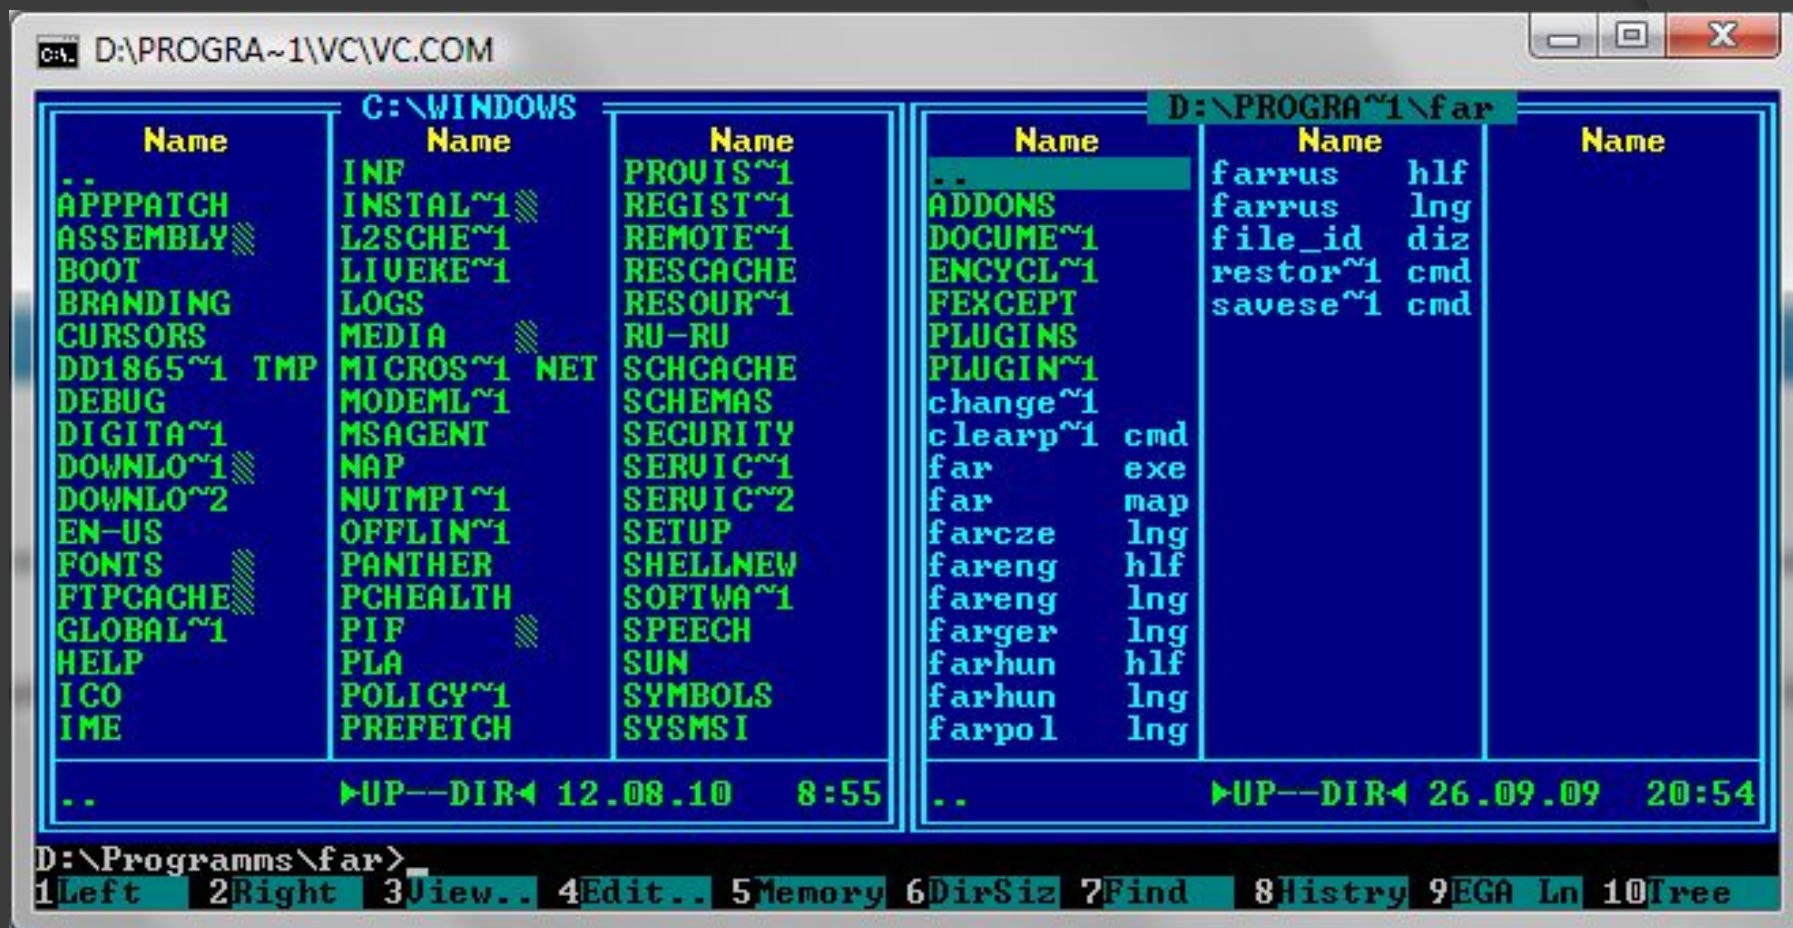 D:\PROGRA~1\VC\VC.COM
C:\WINDOWS D:\PROGRA~1\far
Name Name Name Name Name Name
.. INF PROVIS~1 .. farrus hlf
APPPATCH INSTAL~1▒ REGIST~1 ADDONS farrus lng
ASSEMBLY▒ L2SCHE~1 REMOTE~1 DOCUME~1 file_id diz
BOOT LIVEKE~1 RESCACHE ENCYCL~1 restor~1 cmd
BRANDING LOGS RESOUR~1 FEXCEPT savese~1 cmd
CURSORS MEDIA ▒ RU-RU PLUGINS
DD1865~1 TMP MICROS~1 NET SCHCACHE PLUGIN~1
DEBUG MODEML~1 SCHEMAS change~1
DIGITA~1 MSAGENT SECURITY clearp~1 cmd
DOWNLO~1▒ NAP SERVIC~1 far exe
DOWNLO~2 NVTMPI~1 SERVIC~2 far map
EN-US OFFLIN~1 SETUP farcze lng
FONTS ▒ PANTHER SHELLNEW fareng hlf
FTPCACHE▒ PCHEALTH SOFTWA~1 fareng lng
GLOBAL~1 PIF ▒ SPEECH farger lng
HELP PLA SUN farhun hlf
ICO POLICY~1 SYMBOLS farhun lng
IME PREFETCH SYSMSI farpol lng
.. ►UP--DIR◄ 12.08.10 8:55 .. ►UP--DIR◄ 26.09.09 20:54
D:\Programms\far>_
1Left 2Right 3View.. 4Edit.. 5Memory 6DirSiz 7Find 8Histry 9EGA Ln 10Tree